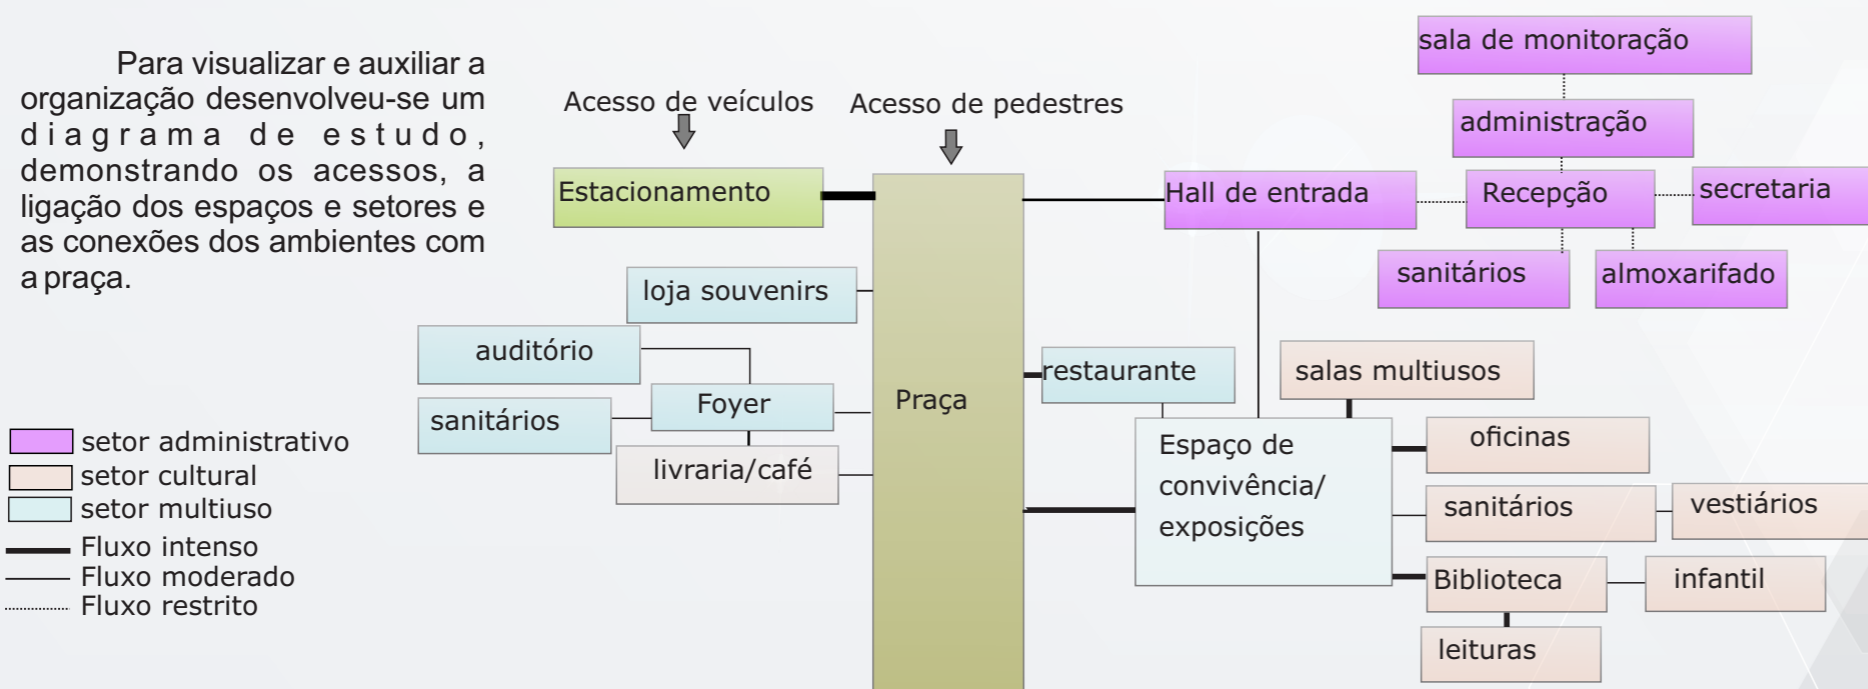 Para visualizar e auxiliar a
organização desenvolveu-se um
diagrama de estudo,
demonstrando os acessos, a
ligação dos espaços e setores e
as conexões dos ambientes com
a praça.
Acesso de veículos
Acesso de pedestres
Estacionamento
loja souvenirs
auditório
sanitários
Foyer
livraria/café
Praça
sala de monitoração
administração
Hall de entrada
Recepção
secretaria
sanitários
almoxarifado
restaurante
salas multiusos
Espaço de
convivência/
exposições
oficinas
sanitários
vestiários
Biblioteca
infantil
leituras
setor administrativo
setor cultural
setor multiuso
Fluxo intenso
Fluxo moderado
Fluxo restrito